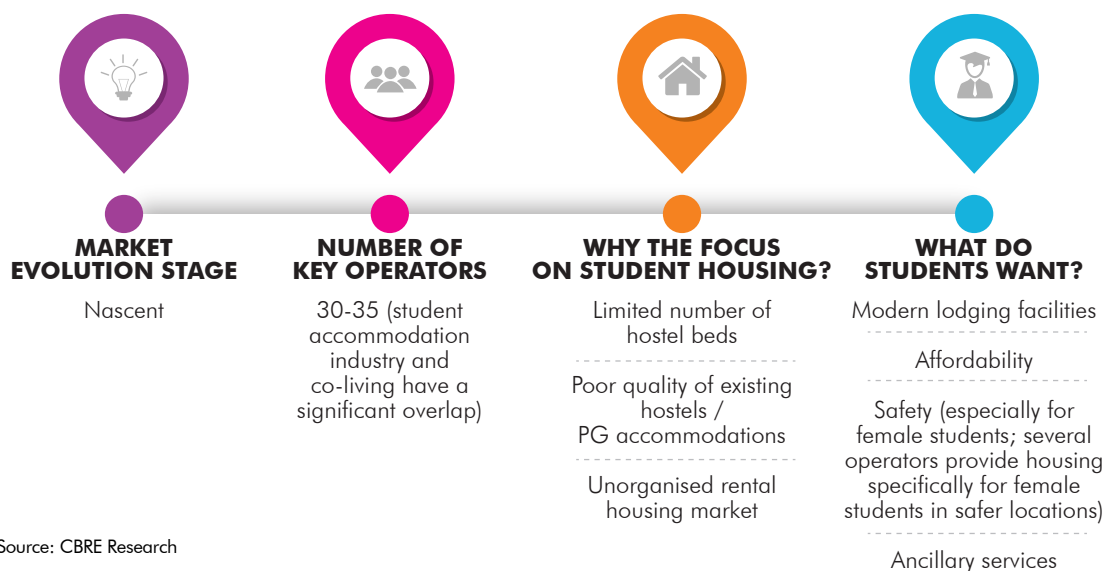 MARKET
EVOLUTION STAGE
Nascent
NUMBER OF
KEY OPERATORS
30-35 (student
accommodation
industry and
co-living have a
significant overlap)
WHY THE FOCUS
ON STUDENT HOUSING?
Limited number of
hostel beds
Poor quality of existing
hostels /
PG accommodations
Unorganised rental
housing market
WHAT DO
STUDENTS WANT?
Modern lodging facilities
Affordability
Safety (especially for
female students; several
operators provide housing
specifically for female
students in safer locations)
Ancillary services
Source: CBRE Research